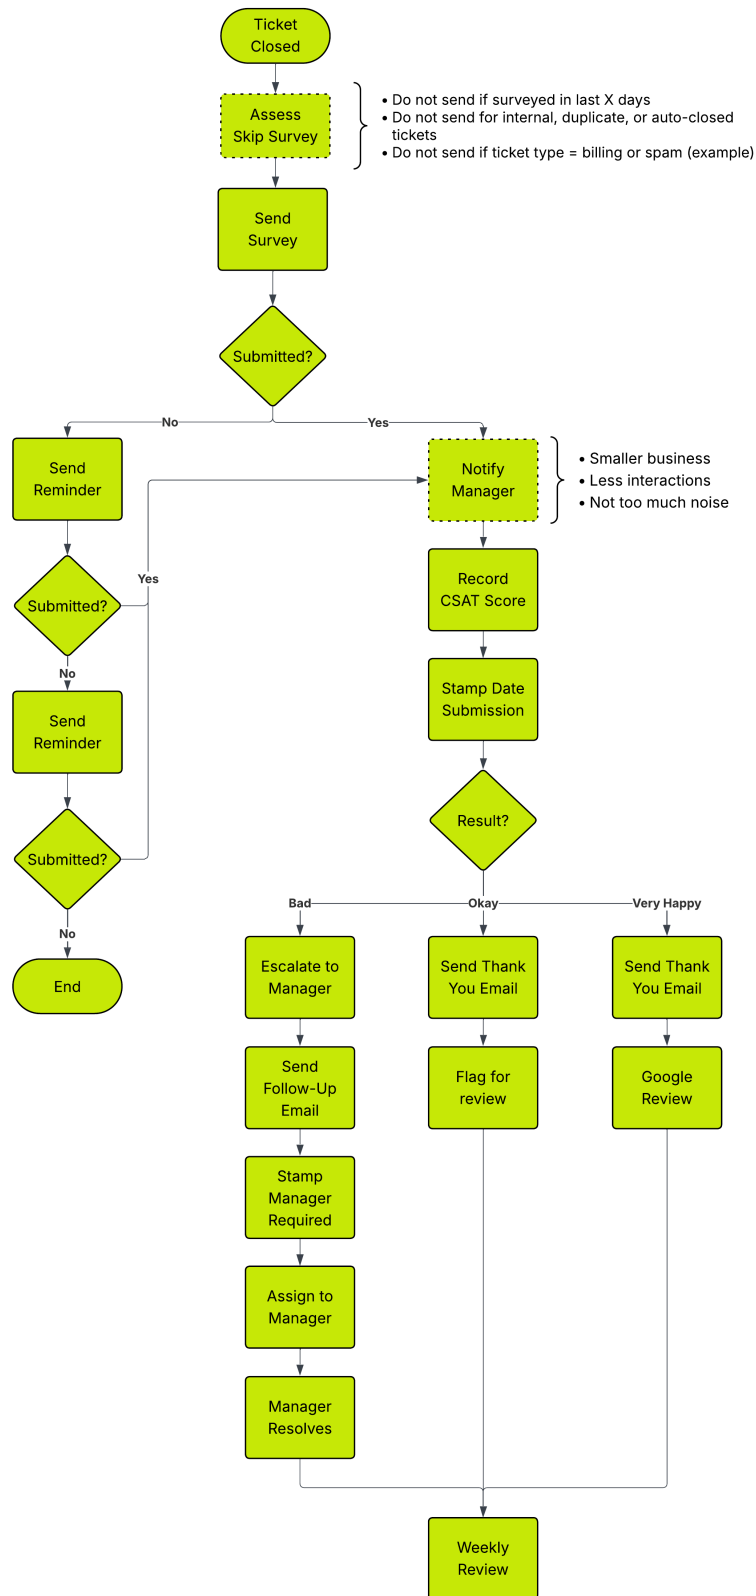 Ticket
Closed
Assess
Skip Survey
• Do not send if surveyed in last X days
• Do not send for internal, duplicate, or auto-closed
tickets
• Do not send if ticket type = billing or spam (example)
Send
Survey
Submitted?
No
Yes
Send
Reminder
Notify
Manager
• Smaller business
• Less interactions
• Not too much noise
Yes
Submitted?
Record
CSAT Score
No
Send
Reminder
Stamp Date
Submission
Submitted?
Result?
No
End
Bad
Okay
Very Happy
Escalate to
Manager
Send Thank
You Email
Send Thank
You Email
Send
Follow-Up
Email
Flag for
review
Google
Review
Stamp
Manager
Required
Assign to
Manager
Manager
Resolves
Weekly
Review